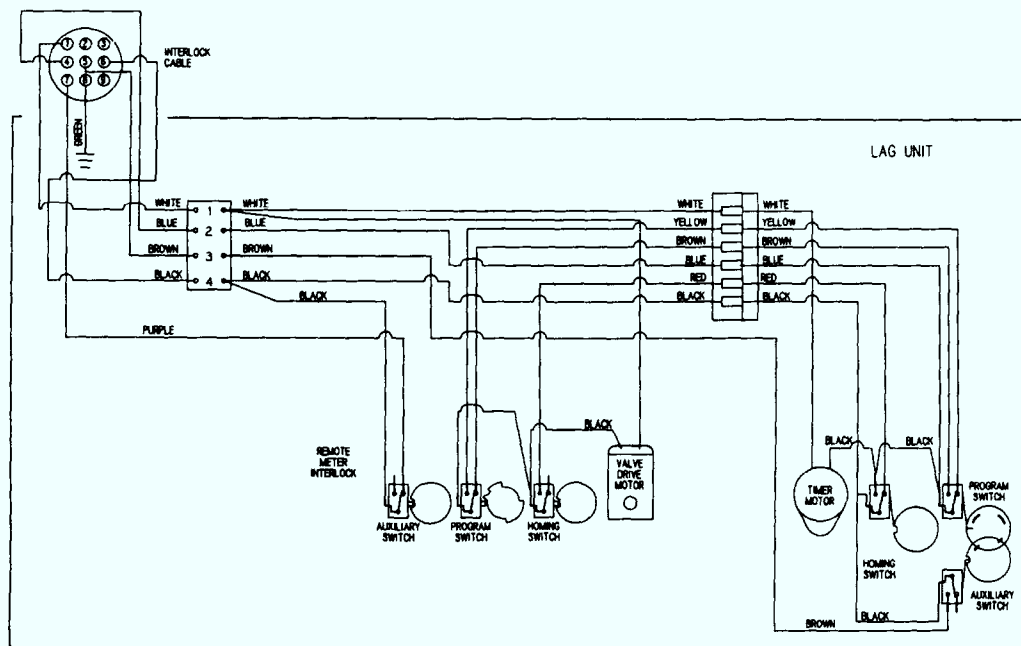 1 2 3
4 5 6
7 8 9
INTERLOCK
CABLE
GREEN
LAG UNIT
WHITE 1 WHITE WHITE WHITE
BLUE 2 BLUE YELLOW YELLOW
BROWN 3 BROWN BROWN BROWN
BLUE BLUE
BLACK 4 BLACK RED RED
BLACK BLACK BLACK
PURPLE
REMOTE
METER
INTERLOCK
BLACK
BLACK BLACK
VALVE
DRIVE
MOTOR
TIMER
MOTOR
PROGRAM
SWITCH
AUXILIARY
SWITCH
PROGRAM
SWITCH
HOMING
SWITCH
HOMING
SWITCH
AUXILIARY
SWITCH
BLACK
BROWN